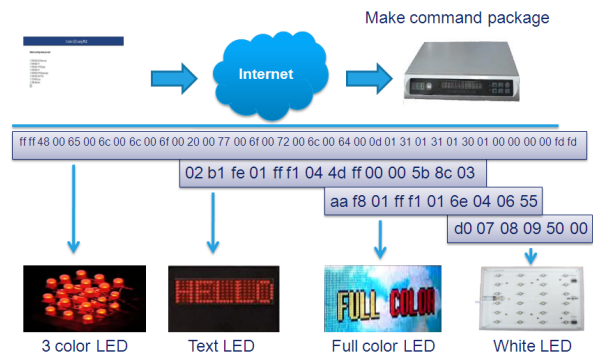 Make command package
Internet
ff ff 48 00 65 00 6c 00 6c 00 6f 00 20 00 77 00 6f 00 72 00 6c 00 64 00 0d 01 31 01 31 01 30 01 00 00 00 00 fd fd
02 b1 fe 01 ff f1 04 4d ff 00 00 5b 8c 03
aa f8 01 ff f1 01 6e 04 06 55
d0 07 08 09 50 00
HELLO
FULL COLOR
3 color LED
Text LED
Full color LED
White LED